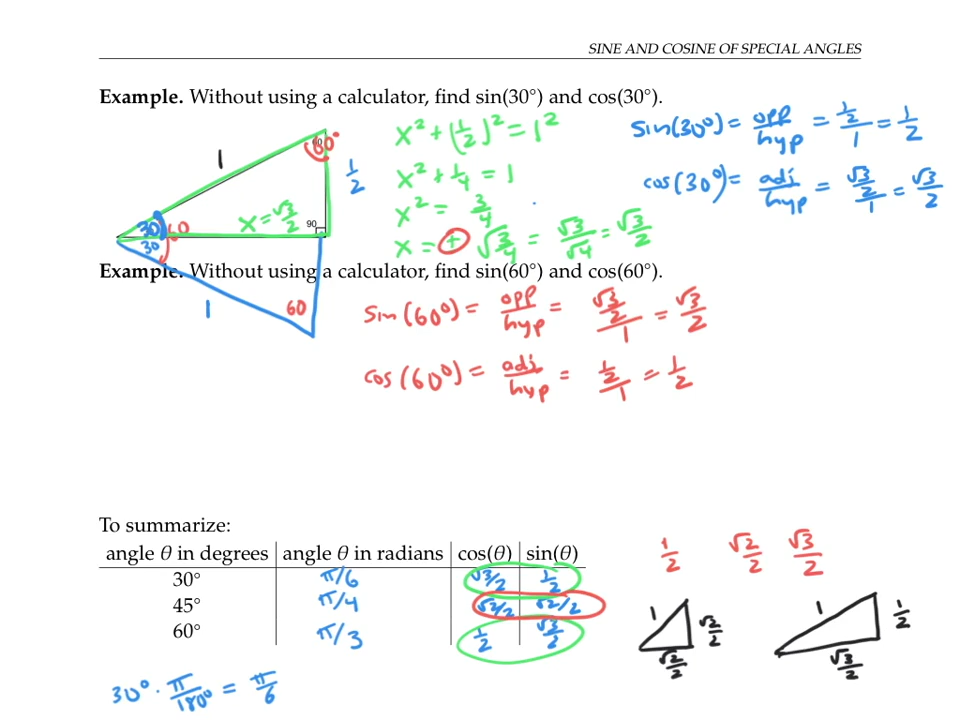 SINE AND COSINE OF SPECIAL ANGLES
Example. Without using a calculator, find sin(30°) and cos(30°).
1
60°
1/2
30
60
30
x = √3/2
90
1
60
x² + (1/2)² = 1²
x² + 1/4 = 1
x² = 3/4
x = + √3/4 = √3/√4 = √3/2
sin(30°) = opp/hyp = 1/2/1 = 1/2
cos(30°) = adj/hyp = √3/2/1 = √3/2
Example. Without using a calculator, find sin(60°) and cos(60°).
sin(60°) = opp/hyp = √3/2/1 = √3/2
cos(60°) = adj/hyp = 1/2/1 = 1/2
To summarize:
angle θ in degrees angle θ in radians cos(θ) sin(θ)
30° π/6 √3/2 1/2
45° π/4 √2/2 √2/2
60° π/3 1/2 √3/2
30° · π/180° = π/6
1/2 √2/2 √3/2
1 √2/2
√2/2
1 1/2
√3/2